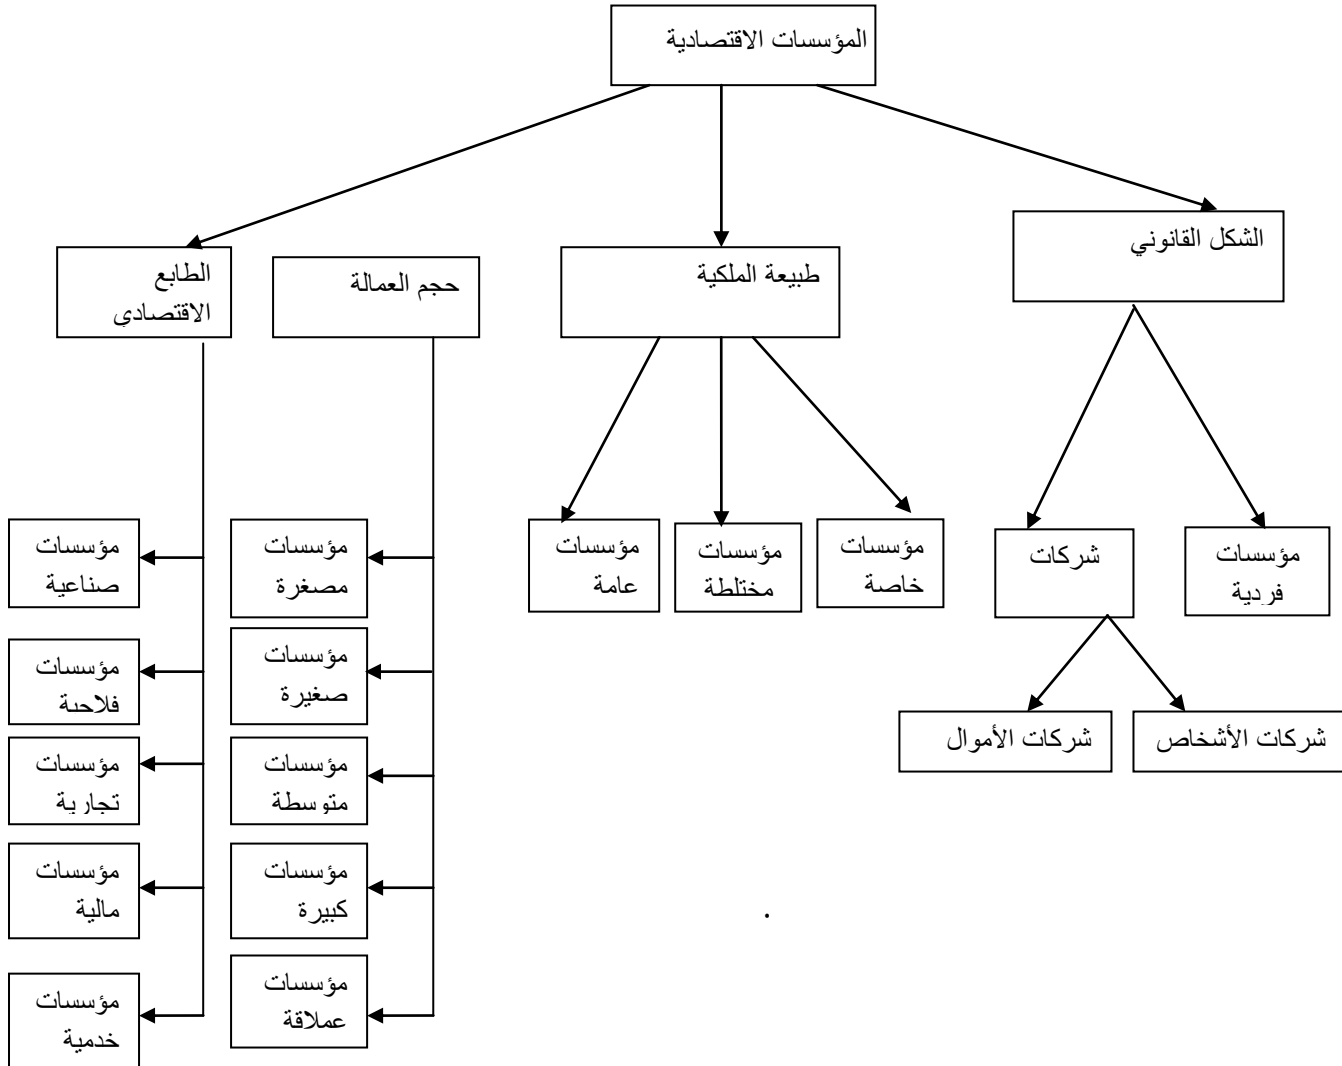 المؤسسات الاقتصادية
الشكل القانوني
طبيعة الملكية
حجم العمالة
الطابع
الاقتصادي
مؤسسات
فردية
شركات
شركات الأشخاص
شركات الأموال
مؤسسات
خاصة
مؤسسات
مختلطة
مؤسسات
عامة
مؤسسات
مصغرة
مؤسسات
صغيرة
مؤسسات
متوسطة
مؤسسات
كبيرة
مؤسسات
عملاقة
مؤسسات
صناعية
مؤسسات
فلاحية
مؤسسات
تجارية
مؤسسات
مالية
مؤسسات
خدمية
.